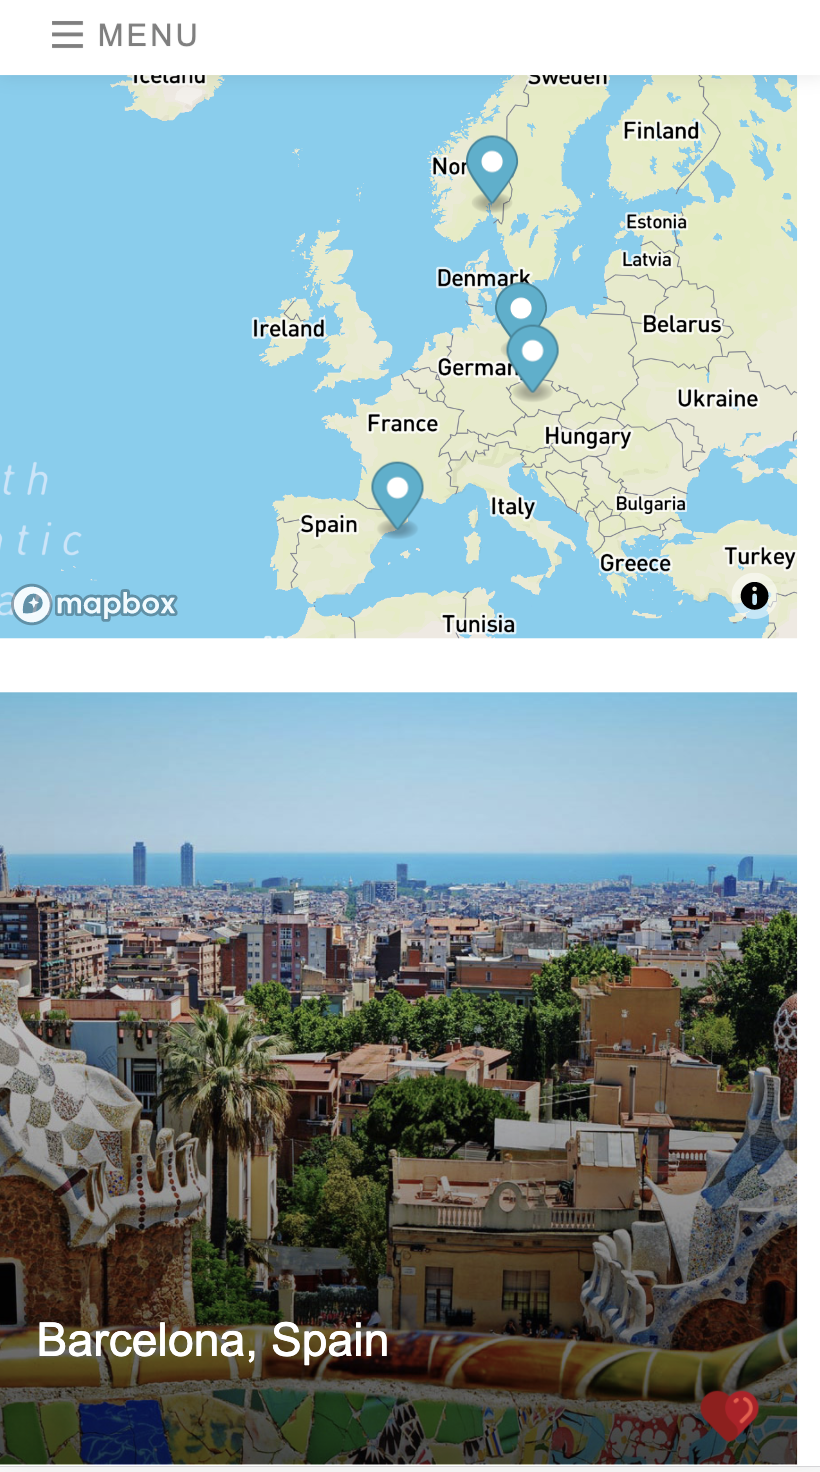 MENU
Iceland
Sweden
Finland
Nor
Estonia
Latvia
Denmark
Ireland
Belarus
German
Ukraine
France
Hungary
th
Italy
Bulgaria
Spain
ntic
Greece
Turkey
mapbox
Tunisia
Barcelona, Spain